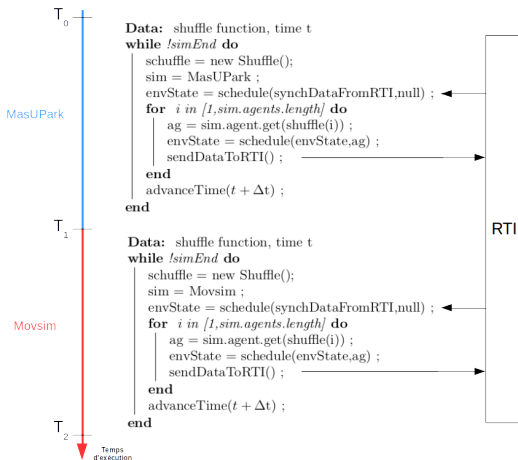 T0
Data: shuffle function, time t
while !simEnd do
schuffle = new Shuffle();
sim = MasUPark ;
envState = schedule(synchDataFromRTI,null) ;
for i in [1,sim.agents.length] do
ag = sim.agent.get(shuffle(i)) ;
envState = schedule(envState,ag) ;
sendDataToRTI() ;
end
advanceTime(t + Δt) ;
end
MasUPark
T1
RTI
Data: shuffle function, time t
while !simEnd do
schuffle = new Shuffle();
sim = Movsim ;
envState = schedule(synchDataFromRTI,null) ;
for i in [1,sim.agents.length] do
ag = sim.agent.get(shuffle(i)) ;
envState = schedule(envState,ag) ;
sendDataToRTI() ;
end
advanceTime(t + Δt) ;
end
Movsim
T2
Temps
d'exécution